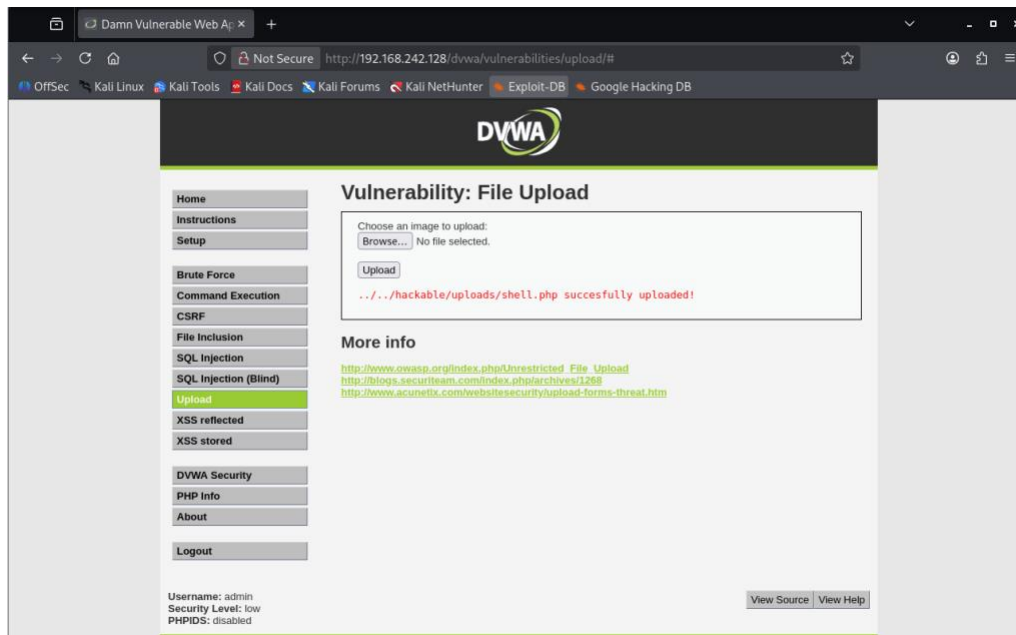 Damn Vulnerable Web Ap
Not Secure http://192.168.242.128/dvwa/vulnerabilities/upload/#
OffSec Kali Linux Kali Tools Kali Docs Kali Forums Kali NetHunter Exploit-DB Google Hacking DB
DVWA
Home
Instructions
Setup
Brute Force
Command Execution
CSRF
File Inclusion
SQL Injection
SQL Injection (Blind)
Upload
XSS reflected
XSS stored
DVWA Security
PHP Info
About
Logout
Vulnerability: File Upload
Choose an image to upload:
Browse... No file selected.
Upload
../../hackable/uploads/shell.php succesfully uploaded!
More info
http://www.owasp.org/index.php/Unrestricted_File_Upload
http://blogs.securiteam.com/index.php/archives/1268
http://www.acunetix.com/websitesecurity/upload-forms-threat.htm
Username: admin
Security Level: low
PHPIDS: disabled
View Source View Help